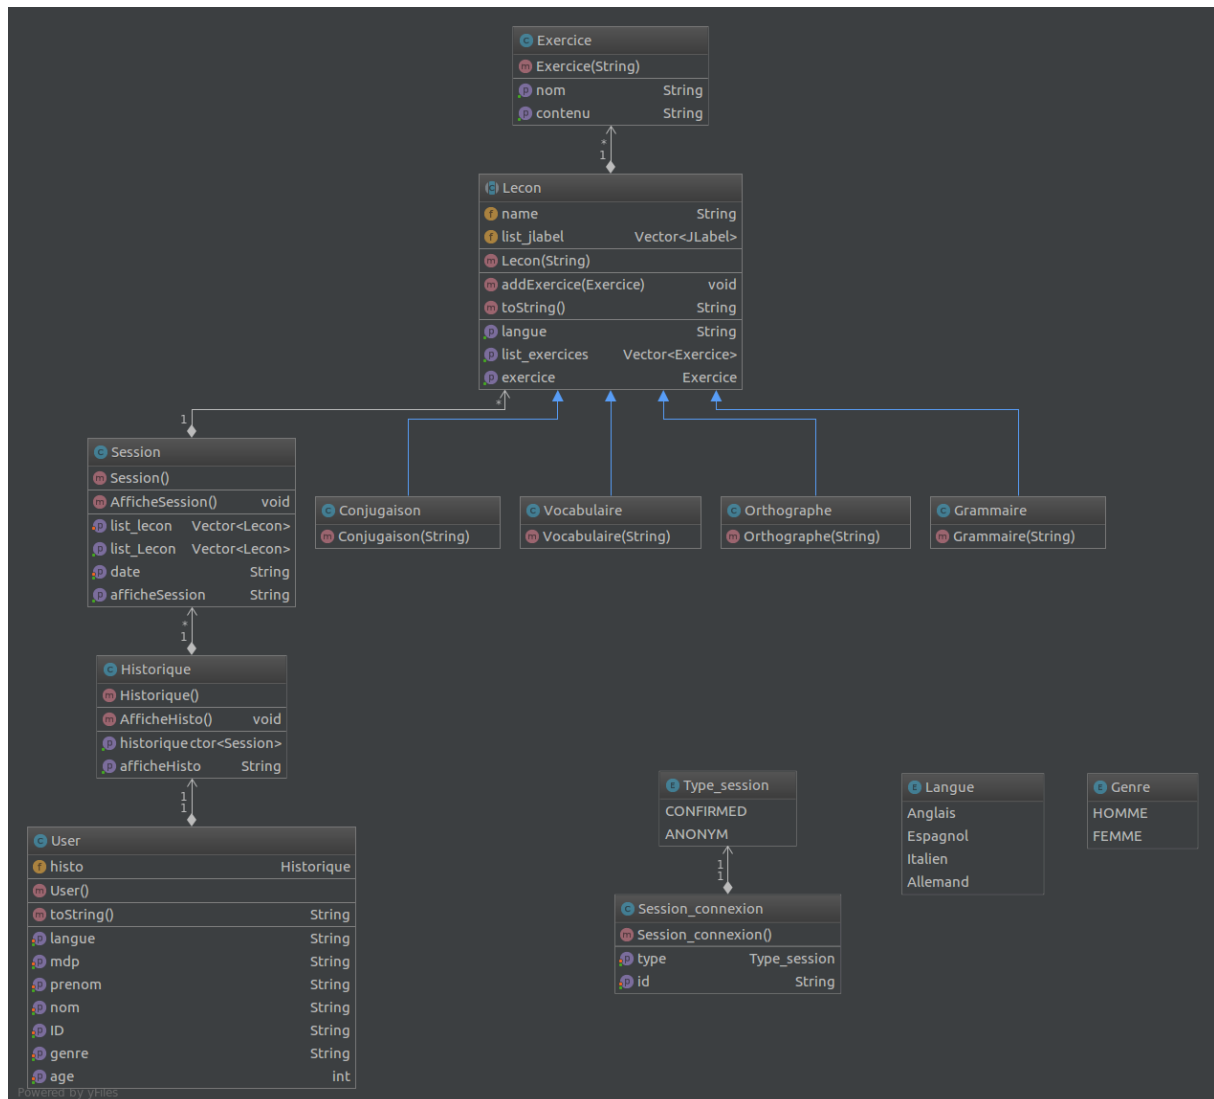 Exercice
Exercice(String)
nom String
contenu String
*
1
Lecon
name String
list_jlabel Vector<JLabel>
Lecon(String)
addExercice(Exercice) void
toString() String
langue String
list_exercices Vector<Exercice>
exercice Exercice
*
1
Session
Session()
AfficheSession() void
list_lecon Vector<Lecon>
list_Lecon Vector<Lecon>
date String
afficheSession String
Conjugaison
Conjugaison(String)
Vocabulaire
Vocabulaire(String)
Orthographe
Orthographe(String)
Grammaire
Grammaire(String)
*
1
Historique
Historique()
AfficheHisto() void
historique ctor<Session>
afficheHisto String
1
1
User
histo Historique
User()
toString() String
langue String
mdp String
prenom String
nom String
ID String
genre String
age int
Type_session
CONFIRMED
ANONYM
1
1
Session_connexion
Session_connexion()
type Type_session
id String
Langue
Anglais
Espagnol
Italien
Allemand
Genre
HOMME
FEMME
Powered by yFiles